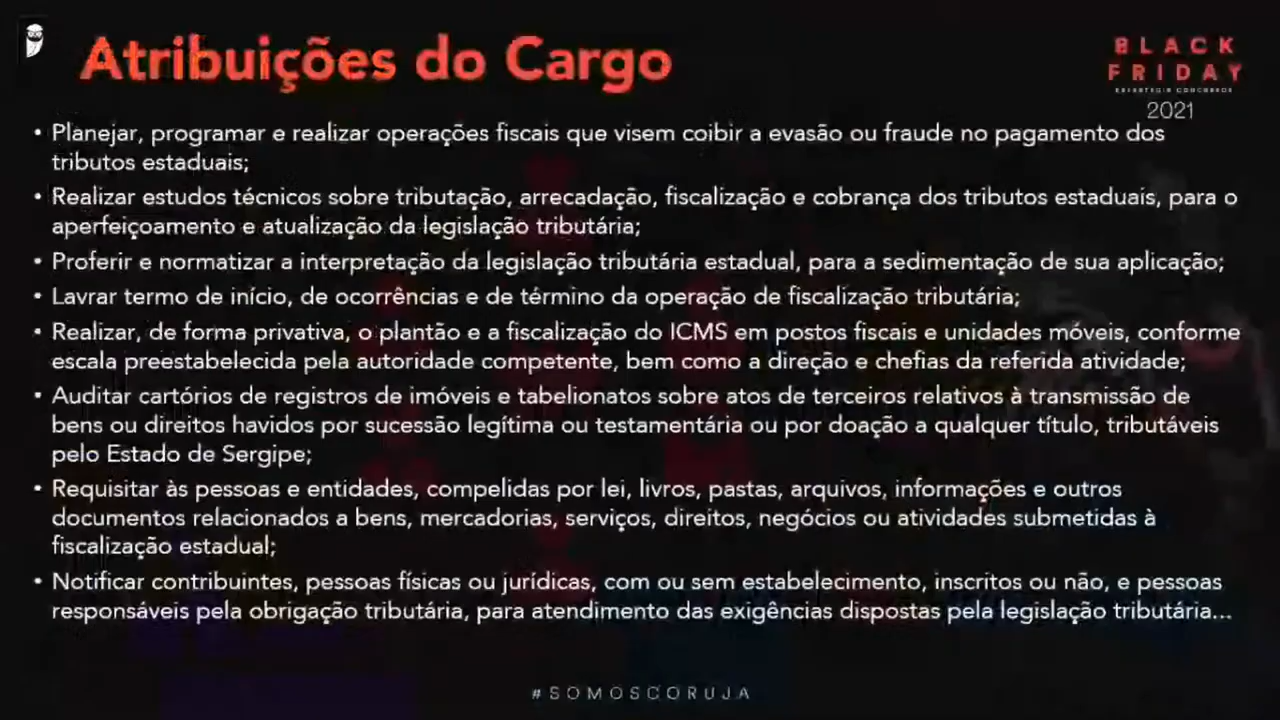 Atribuições do Cargo
BLACK
FRIDAY
ESTRATÉGIA CONCURSOS
2021
• Planejar, programar e realizar operações fiscais que visem coibir a evasão ou fraude no pagamento dos
tributos estaduais;
• Realizar estudos técnicos sobre tributação, arrecadação, fiscalização e cobrança dos tributos estaduais, para o
aperfeiçoamento e atualização da legislação tributária;
• Proferir e normatizar a interpretação da legislação tributária estadual, para a sedimentação de sua aplicação;
• Lavrar termo de início, de ocorrências e de término da operação de fiscalização tributária;
• Realizar, de forma privativa, o plantão e a fiscalização do ICMS em postos fiscais e unidades móveis, conforme
escala preestabelecida pela autoridade competente, bem como a direção e chefias da referida atividade;
• Auditar cartórios de registros de imóveis e tabelionatos sobre atos de terceiros relativos à transmissão de
bens ou direitos havidos por sucessão legítima ou testamentária ou por doação a qualquer título, tributáveis
pelo Estado de Sergipe;
• Requisitar às pessoas e entidades, compelidas por lei, livros, pastas, arquivos, informações e outros
documentos relacionados a bens, mercadorias, serviços, direitos, negócios ou atividades submetidas à
fiscalização estadual;
• Notificar contribuintes, pessoas físicas ou jurídicas, com ou sem estabelecimento, inscritos ou não, e pessoas
responsáveis pela obrigação tributária, para atendimento das exigências dispostas pela legislação tributária...
#SOMOSCORUJA